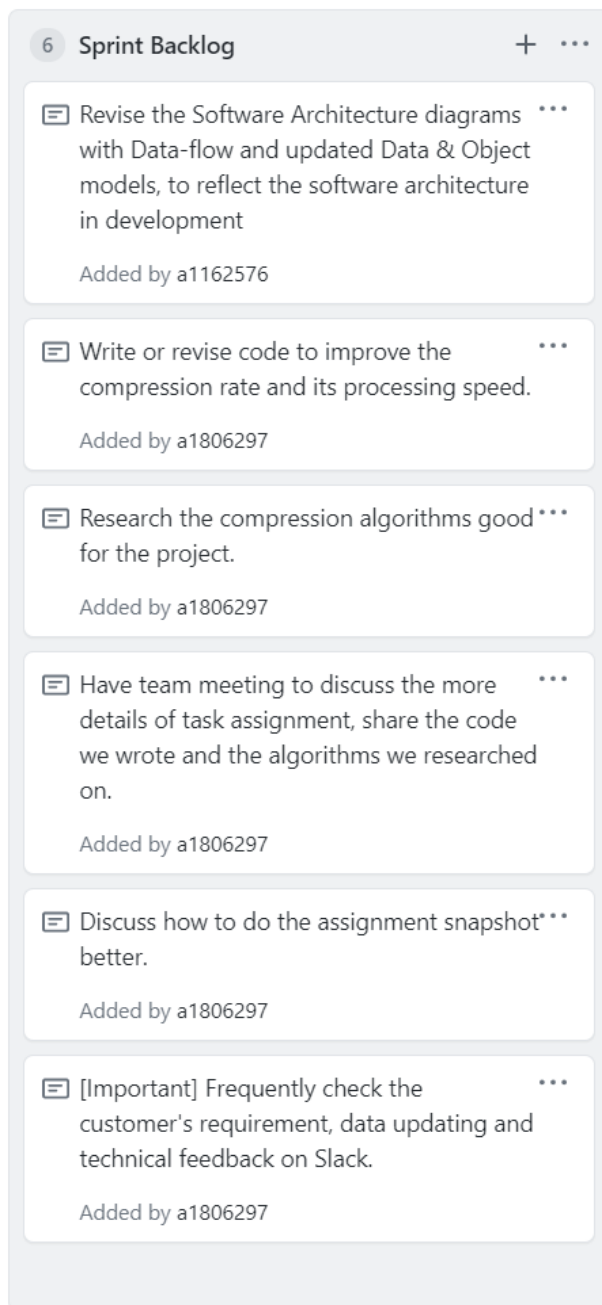 6 Sprint Backlog
Revise the Software Architecture diagrams
with Data-flow and updated Data & Object
models, to reflect the software architecture
in development
Added by a1162576
Write or revise code to improve the
compression rate and its processing speed.
Added by a1806297
Research the compression algorithms good
for the project.
Added by a1806297
Have team meeting to discuss the more
details of task assignment, share the code
we wrote and the algorithms we researched
on.
Added by a1806297
Discuss how to do the assignment snapshot
better.
Added by a1806297
[Important] Frequently check the
customer's requirement, data updating and
technical feedback on Slack.
Added by a1806297